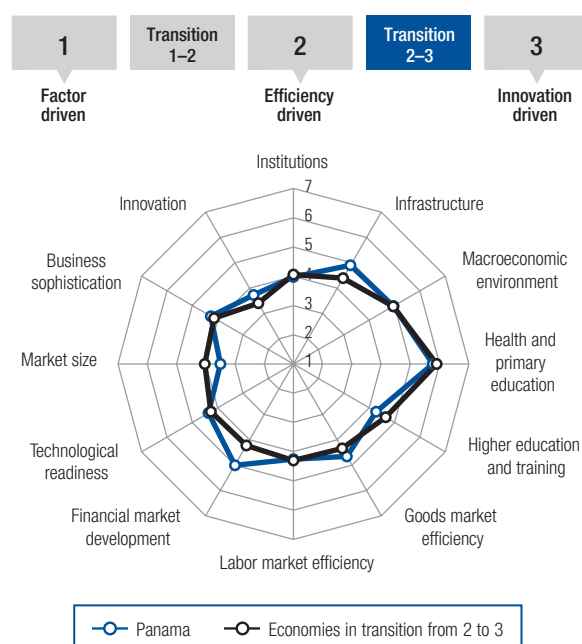 1
Transition
1–2
2
Transition
2–3
3
Factor
driven
Efficiency
driven
Innovation
driven
Institutions
7
6
5
4
3
2
1
Infrastructure
Macroeconomic
environment
Health and
primary
education
Higher education
and training
Goods market
efficiency
Labor market efficiency
Financial market
development
Technological
readiness
Market size
Business
sophistication
Innovation
Panama
Economies in transition from 2 to 3